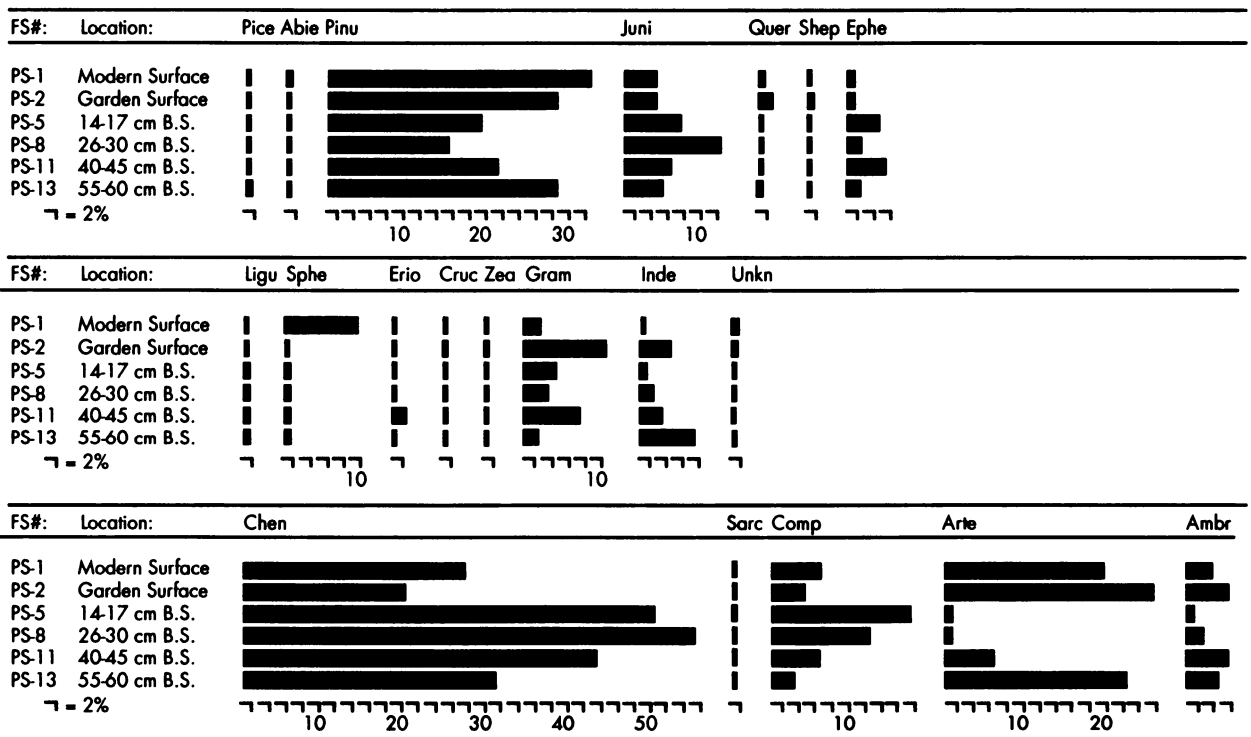 FS#: Location: Pice Abie Pinu Juni Quer Shep Ephe
PS-1 Modern Surface
PS-2 Garden Surface
PS-5 14-17 cm B.S.
PS-8 26-30 cm B.S.
PS-11 40-45 cm B.S.
PS-13 55-60 cm B.S.
= 2%
10 20 30 10
FS#: Location: Ligu Sphe Erio Cruc Zea Gram Inde Unkn
PS-1 Modern Surface
PS-2 Garden Surface
PS-5 14-17 cm B.S.
PS-8 26-30 cm B.S.
PS-11 40-45 cm B.S.
PS-13 55-60 cm B.S.
= 2%
10 10
FS#: Location: Chen Sarc Comp Arte Ambr
PS-1 Modern Surface
PS-2 Garden Surface
PS-5 14-17 cm B.S.
PS-8 26-30 cm B.S.
PS-11 40-45 cm B.S.
PS-13 55-60 cm B.S.
= 2%
10 20 30 40 50 10 10 20